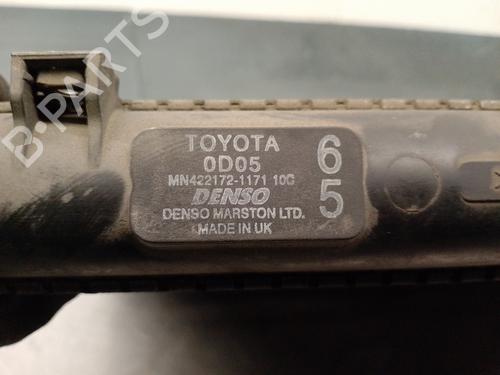 B-PARTS
TOYOTA
0D05
MN422172-1171 10G
DENSO
DENSO MARSTON LTD.
MADE IN UK
6
5